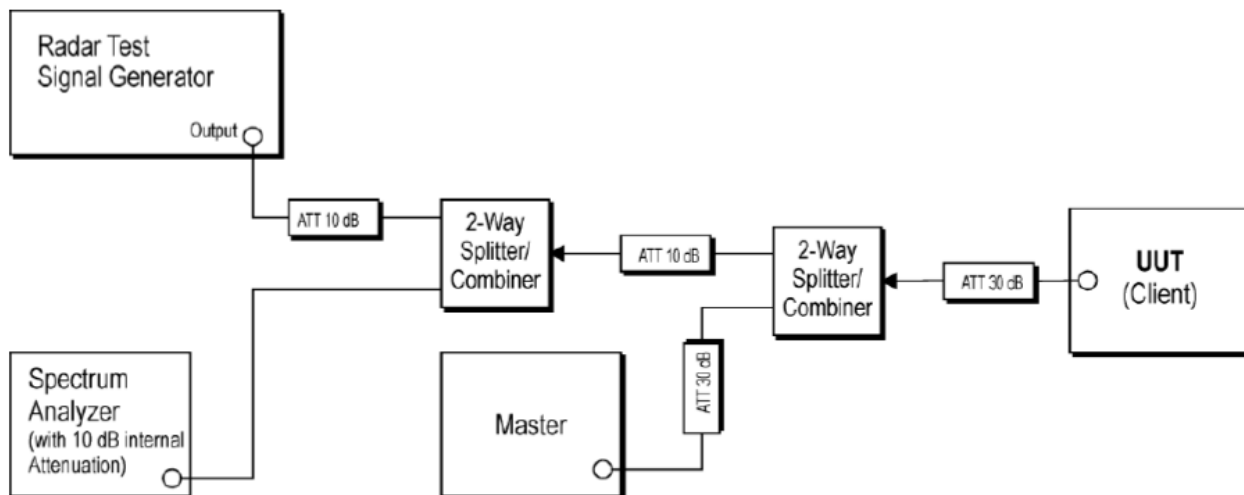 Radar Test
Signal Generator
Output
ATT 10 dB
2-Way
Splitter/
Combiner
ATT 10 dB
2-Way
Splitter/
Combiner
ATT 30 dB
UUT
(Client)
Spectrum
Analyzer
(with 10 dB internal
Attenuation)
Master
ATT 30 dB